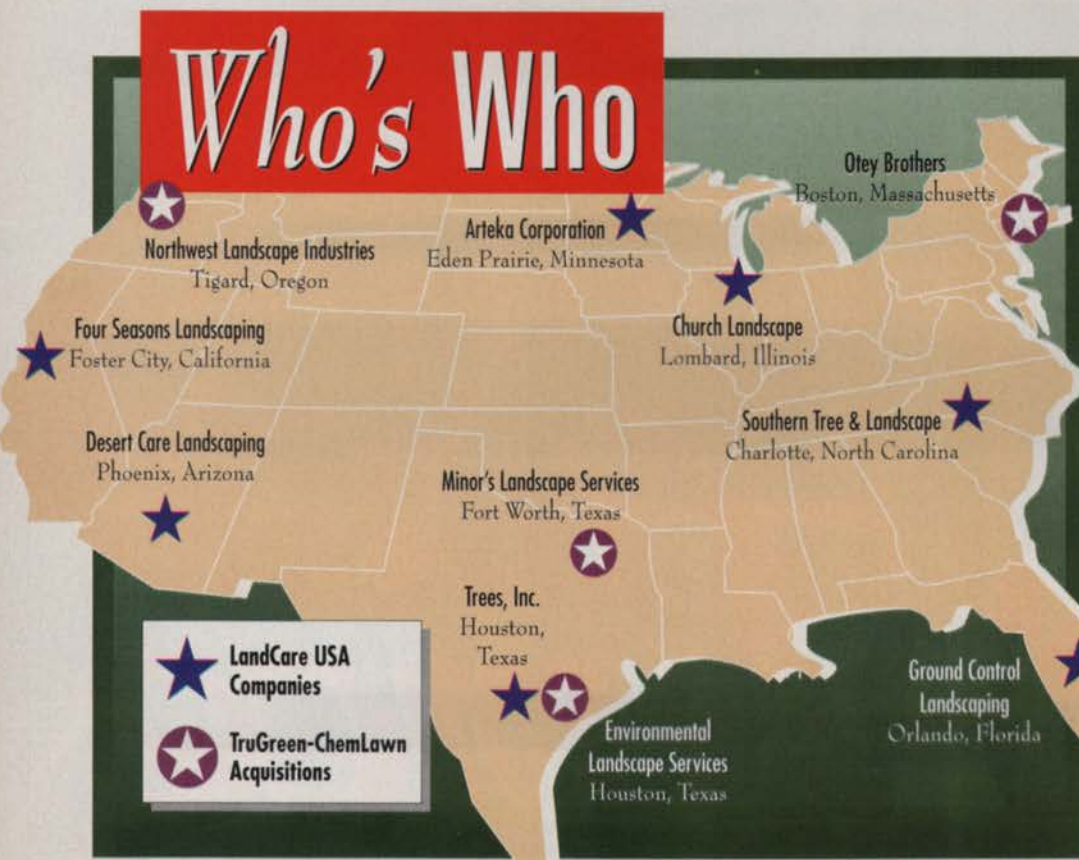 Who's Who
Otey Brothers
Boston, Massachusetts
Arteka Corporation
Eden Prairie, Minnesota
Northwest Landscape Industries
Tigard, Oregon
Four Seasons Landscaping
Foster City, California
Church Landscape
Lombard, Illinois
Southern Tree & Landscape
Charlotte, North Carolina
Desert Care Landscaping
Phoenix, Arizona
Minor's Landscape Services
Fort Worth, Texas
Trees, Inc.
Houston,
Texas
LandCare USA
Companies
TruGreen-ChemLawn
Acquisitions
Environmental
Landscape Services
Houston, Texas
Ground Control
Landscaping
Orlando, Florida